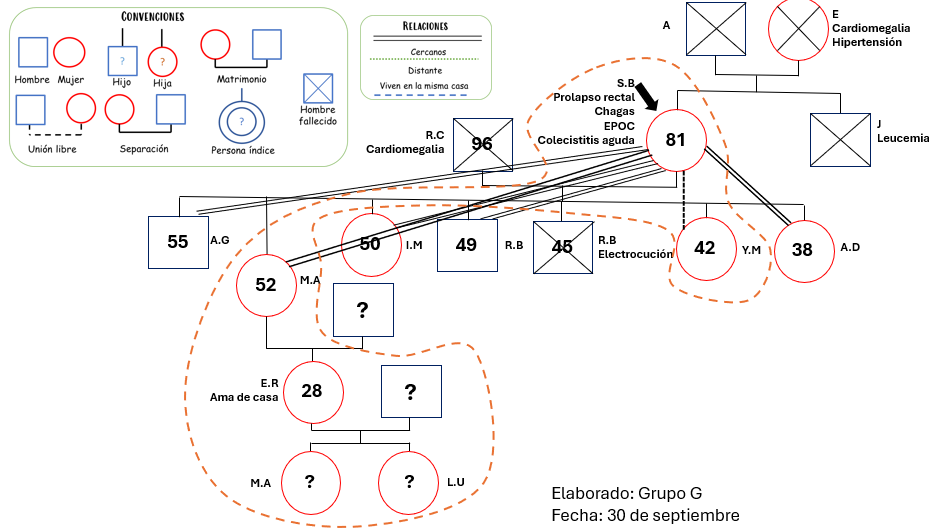 CONVENCIONES
Hombre
Mujer
?
Hijo
?
Hija
Matrimonio
Unión libre
Separación
?
Persona índice
Hombre
fallecido
RELACIONES
Cercanos
Distante
Viven en la misma casa
A
E
Cardiomegalia
Hipertensión
S.B
Prolapso rectal
Chagas
EPOC
Colecistitis aguda
81
J
Leucemia
R.C
Cardiomegalia
96
55
A.G
52
M.A
50
I.M
49
R.B
45
R.B
Electrocución
42
Y.M
38
A.D
?
E.R
Ama de casa
28
?
M.A
?
?
L.U
Elaborado: Grupo G
Fecha: 30 de septiembre